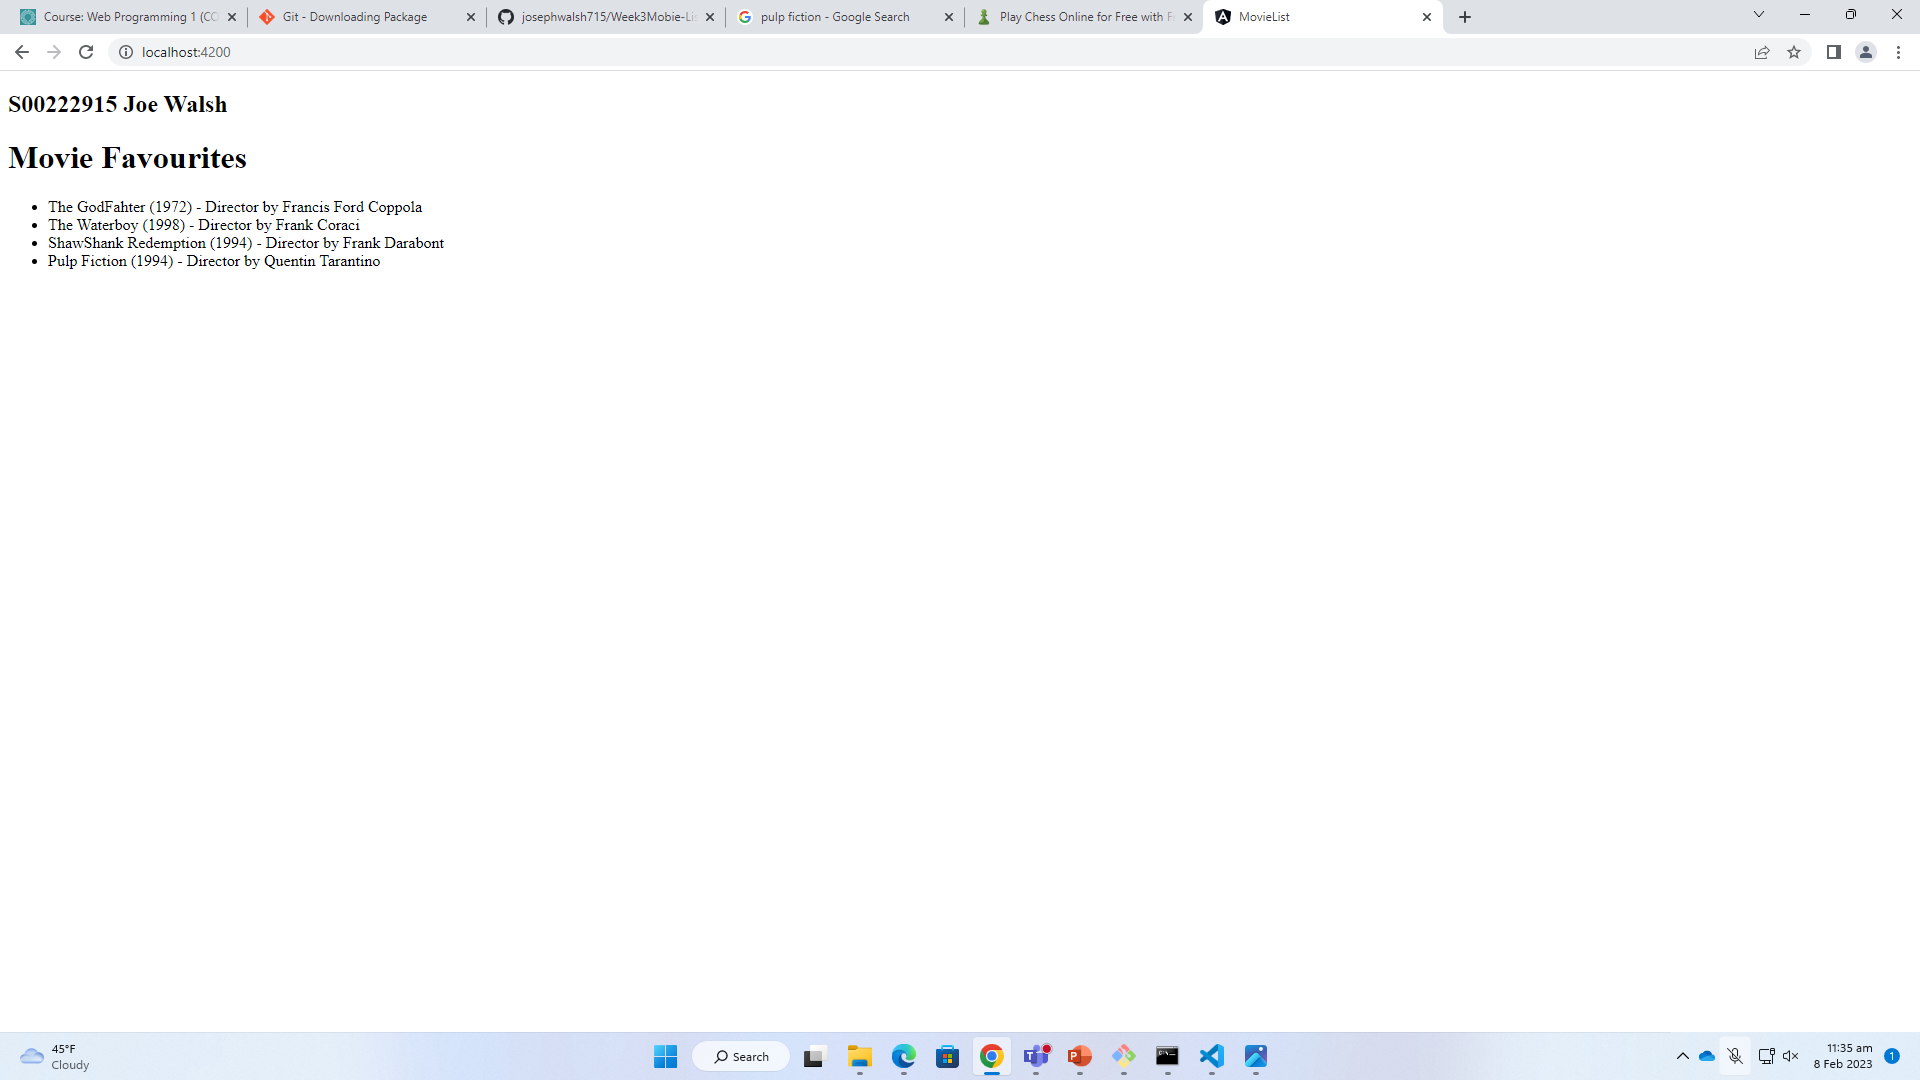 Course: Web Programming 1 (CO
Git - Downloading Package
josephwalsh715/Week3Mobie-Lis
pulp fiction - Google Search
Play Chess Online for Free with Fr
MovieList
localhost:4200
S00222915 Joe Walsh
Movie Favourites
The GodFahter (1972) - Director by Francis Ford Coppola
The Waterboy (1998) - Director by Frank Coraci
ShawShank Redemption (1994) - Director by Frank Darabont
Pulp Fiction (1994) - Director by Quentin Tarantino
45°F
Cloudy
Search
11:35 am
8 Feb 2023
1